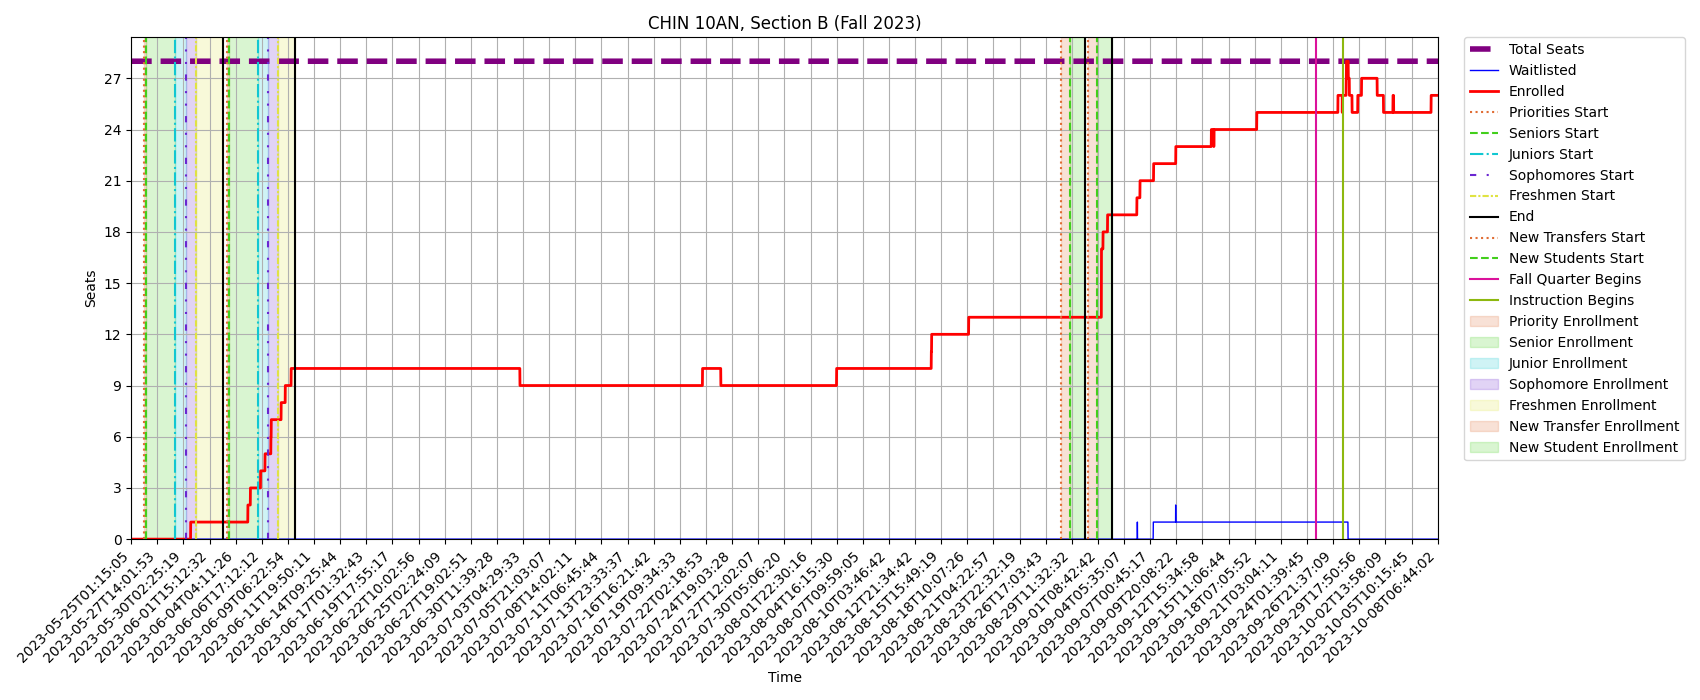 CHIN 10AN, Section B (Fall 2023)
Seats
27
24
21
18
15
12
9
6
3
0
2023-05-25T01:15:05
2023-05-27T14:01:53
2023-05-30T02:25:19
2023-06-01T15:12:32
2023-06-04T04:11:26
2023-06-06T17:12:12
2023-06-09T06:22:54
2023-06-11T19:50:11
2023-06-14T09:25:44
2023-06-17T01:32:43
2023-06-19T17:55:17
2023-06-22T10:02:56
2023-06-25T02:24:09
2023-06-27T19:02:51
2023-06-30T11:39:28
2023-07-03T04:29:33
2023-07-05T21:03:07
2023-07-08T14:02:11
2023-07-11T06:45:44
2023-07-13T23:33:37
2023-07-16T16:21:42
2023-07-19T09:34:33
2023-07-22T02:18:53
2023-07-24T19:03:28
2023-07-27T12:02:07
2023-07-30T05:06:20
2023-08-01T22:30:16
2023-08-04T16:15:30
2023-08-07T09:59:05
2023-08-10T03:46:42
2023-08-12T21:34:42
2023-08-15T15:49:19
2023-08-18T10:07:26
2023-08-21T04:22:57
2023-08-23T22:32:19
2023-08-26T17:03:43
2023-08-29T11:32:32
2023-09-01T08:42:42
2023-09-04T05:35:07
2023-09-07T00:45:17
2023-09-09T20:08:22
2023-09-12T15:34:58
2023-09-15T11:06:44
2023-09-18T07:05:52
2023-09-21T03:04:11
2023-09-24T01:39:45
2023-09-26T21:37:09
2023-09-29T17:50:56
2023-10-02T13:58:09
2023-10-05T10:15:45
2023-10-08T06:44:02
Time
Total Seats
Waitlisted
Enrolled
Priorities Start
Seniors Start
Juniors Start
Sophomores Start
Freshmen Start
End
New Transfers Start
New Students Start
Fall Quarter Begins
Instruction Begins
Priority Enrollment
Senior Enrollment
Junior Enrollment
Sophomore Enrollment
Freshmen Enrollment
New Transfer Enrollment
New Student Enrollment